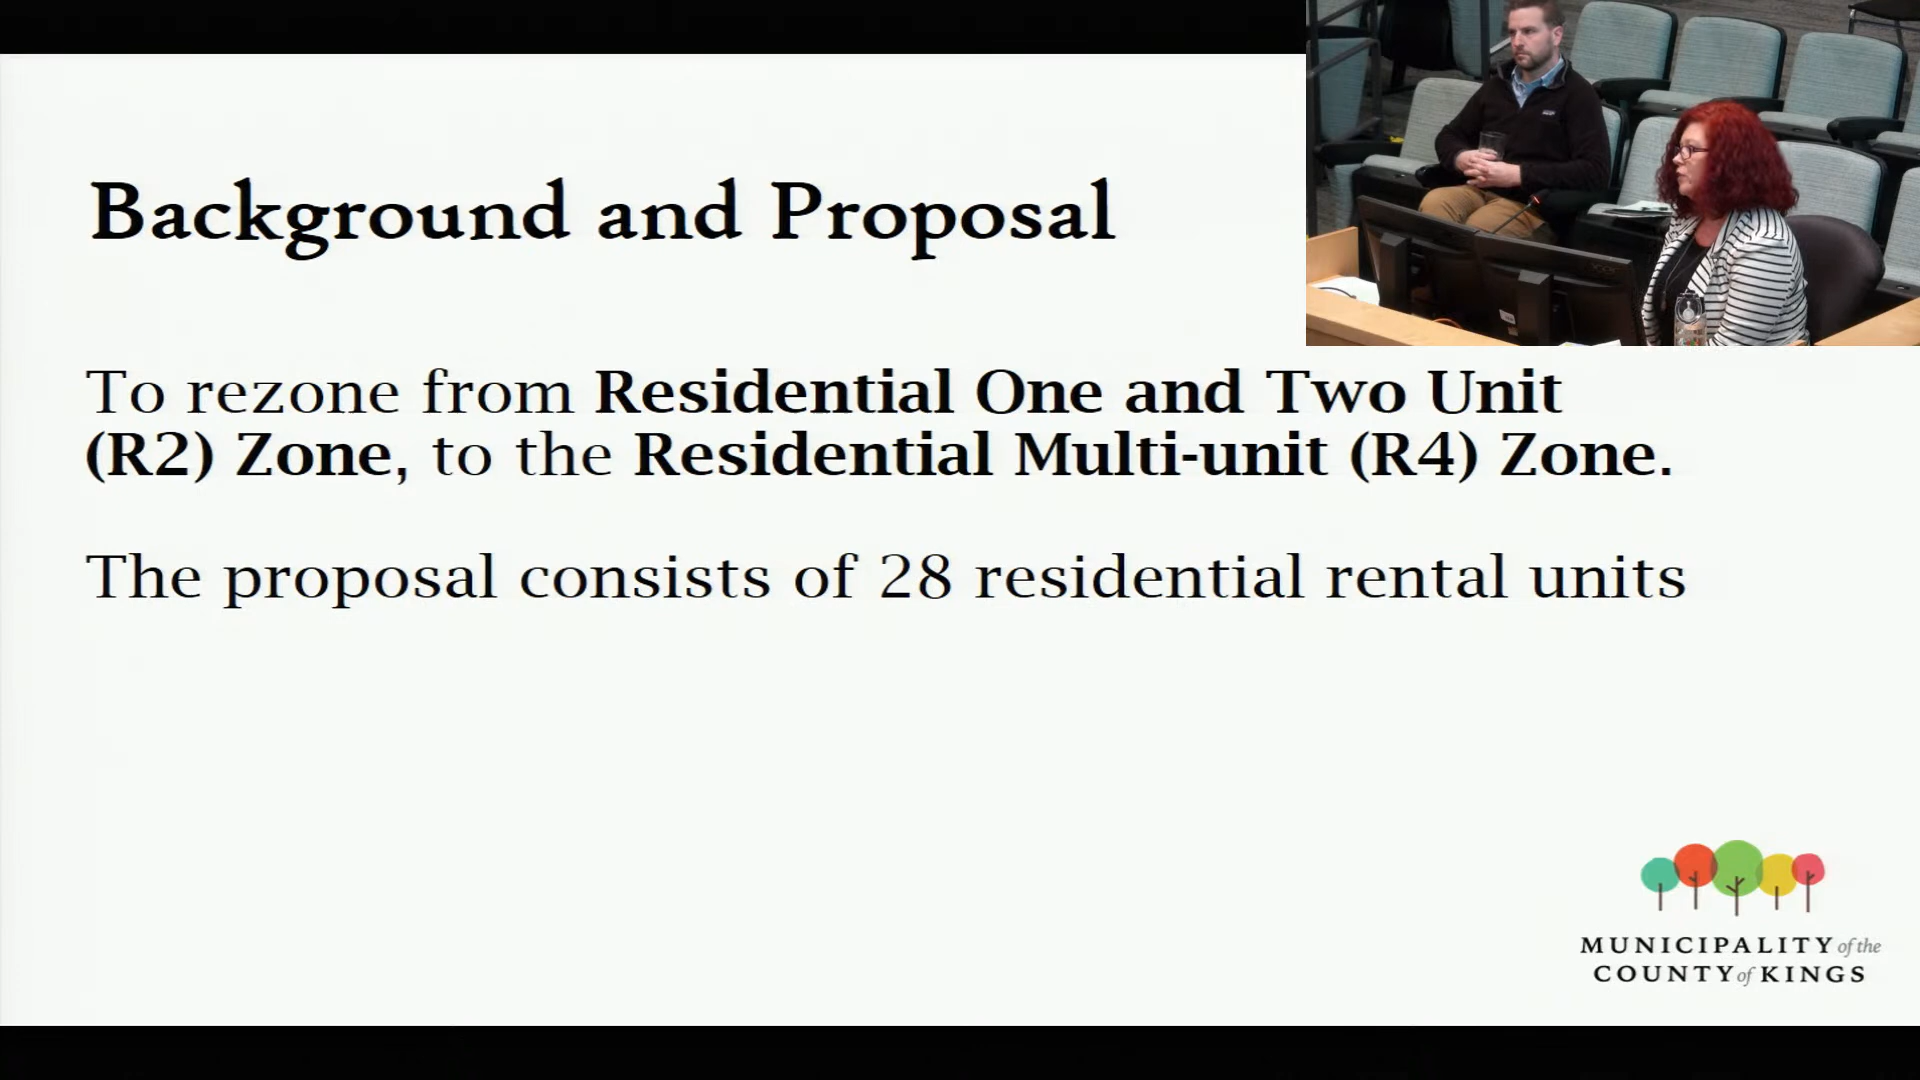 Background and Proposal
To rezone from Residential One and Two Unit
(R2) Zone, to the Residential Multi-unit (R4) Zone.
The proposal consists of 28 residential rental units
MUNICIPALITY of the
COUNTY of KINGS